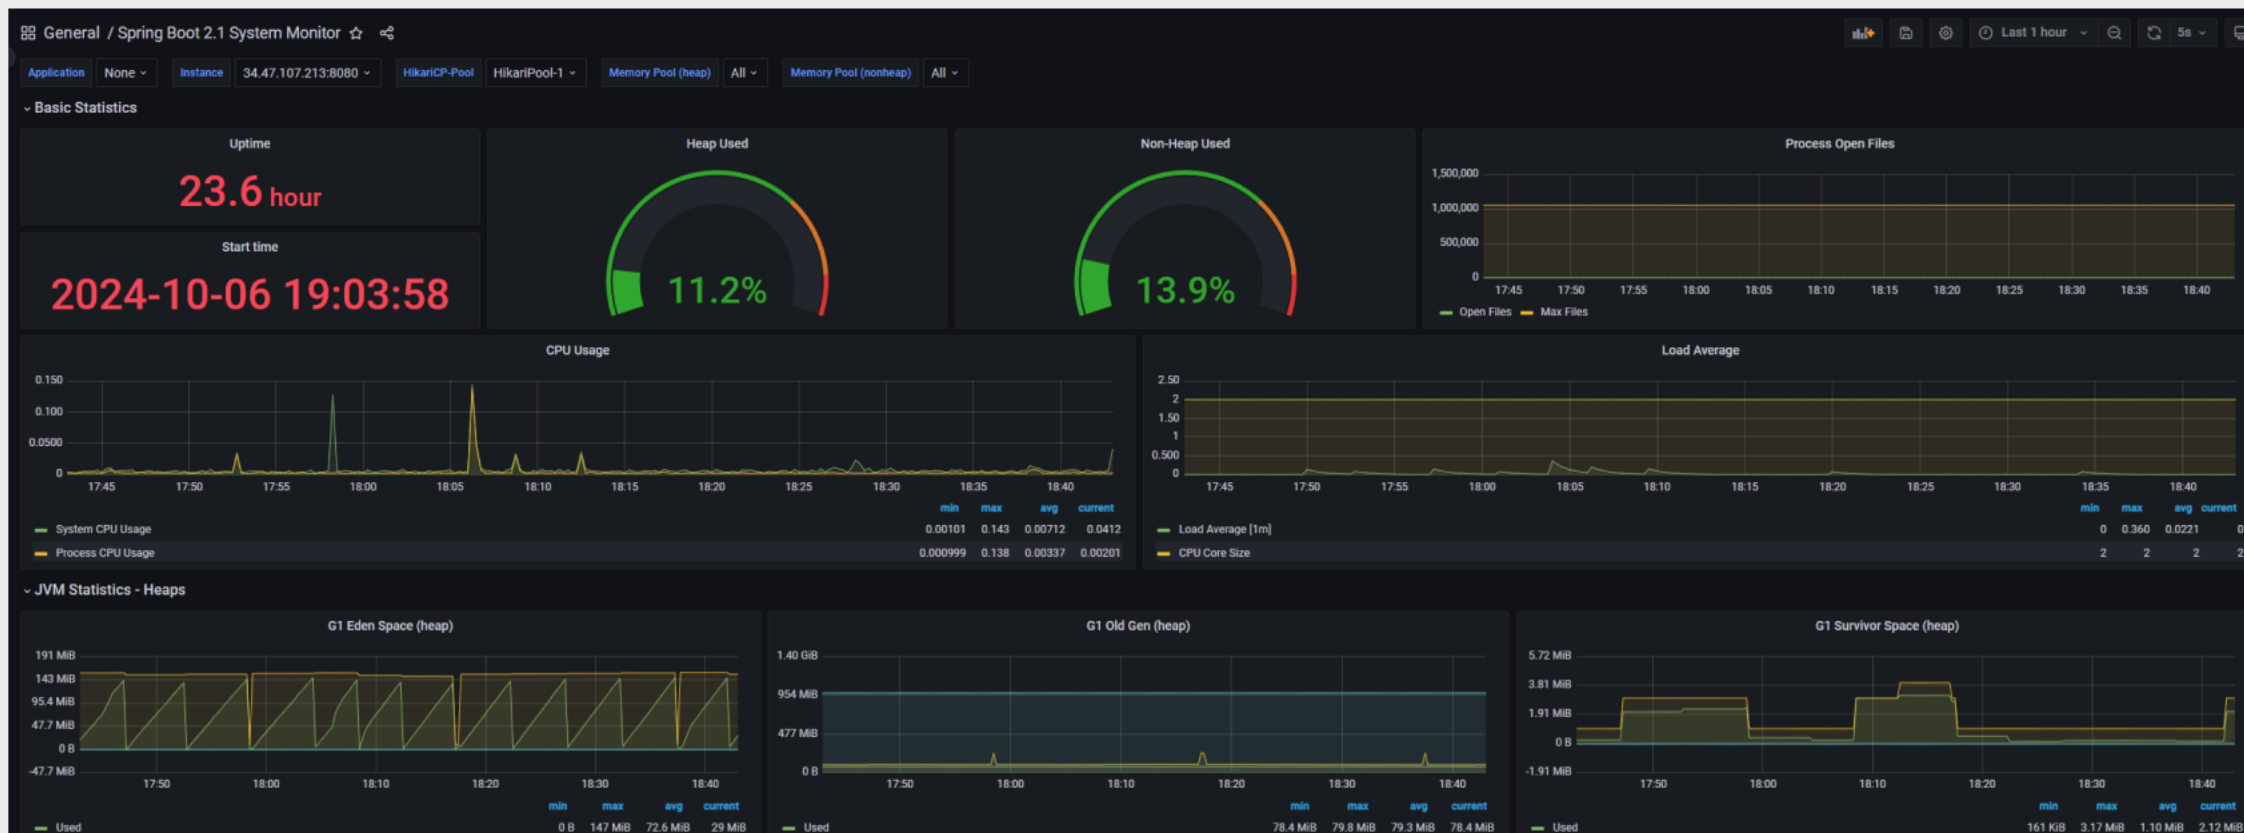 General / Spring Boot 2.1 System Monitor
Last 1 hour
5s
Application None Instance 34.47.107.213:8080 HikariCP-Pool HikariPool-1 Memory Pool (heap) All Memory Pool (nonheap) All
Basic Statistics
Uptime
23.6 hour
Start time
2024-10-06 19:03:58
Heap Used
11.2%
Non-Heap Used
13.9%
Process Open Files
1,500,000
1,000,000
500,000
0
17:45 17:50 17:55 18:00 18:05 18:10 18:15 18:20 18:25 18:30 18:35 18:40
Open Files Max Files
CPU Usage
0.150
0.100
0.0500
0
17:45 17:50 17:55 18:00 18:05 18:10 18:15 18:20 18:25 18:30 18:35 18:40
min max avg current
System CPU Usage 0.00101 0.143 0.00712 0.0412
Process CPU Usage 0.000999 0.138 0.00337 0.00201
Load Average
2.50
2
1.50
1
0.500
0
17:45 17:50 17:55 18:00 18:05 18:10 18:15 18:20 18:25 18:30 18:35 18:40
min max avg current
Load Average [1m] 0 0.360 0.0221 0
CPU Core Size 2 2 2 2
JVM Statistics - Heaps
G1 Eden Space (heap)
191 MiB
143 MiB
95.4 MiB
47.7 MiB
0 B
-47.7 MiB
17:50 18:00 18:10 18:20 18:30 18:40
min max avg current
Used 0 B 147 MiB 72.6 MiB 29 MiB
G1 Old Gen (heap)
1.40 GiB
954 MiB
477 MiB
0 B
17:50 18:00 18:10 18:20 18:30 18:40
min max avg current
Used 78.4 MiB 79.8 MiB 79.3 MiB 78.4 MiB
G1 Survivor Space (heap)
5.72 MiB
3.81 MiB
1.91 MiB
0 B
-1.91 MiB
17:50 18:00 18:10 18:20 18:30 18:40
min max avg current
Used 161 KiB 3.17 MiB 1.10 MiB 2.12 MiB